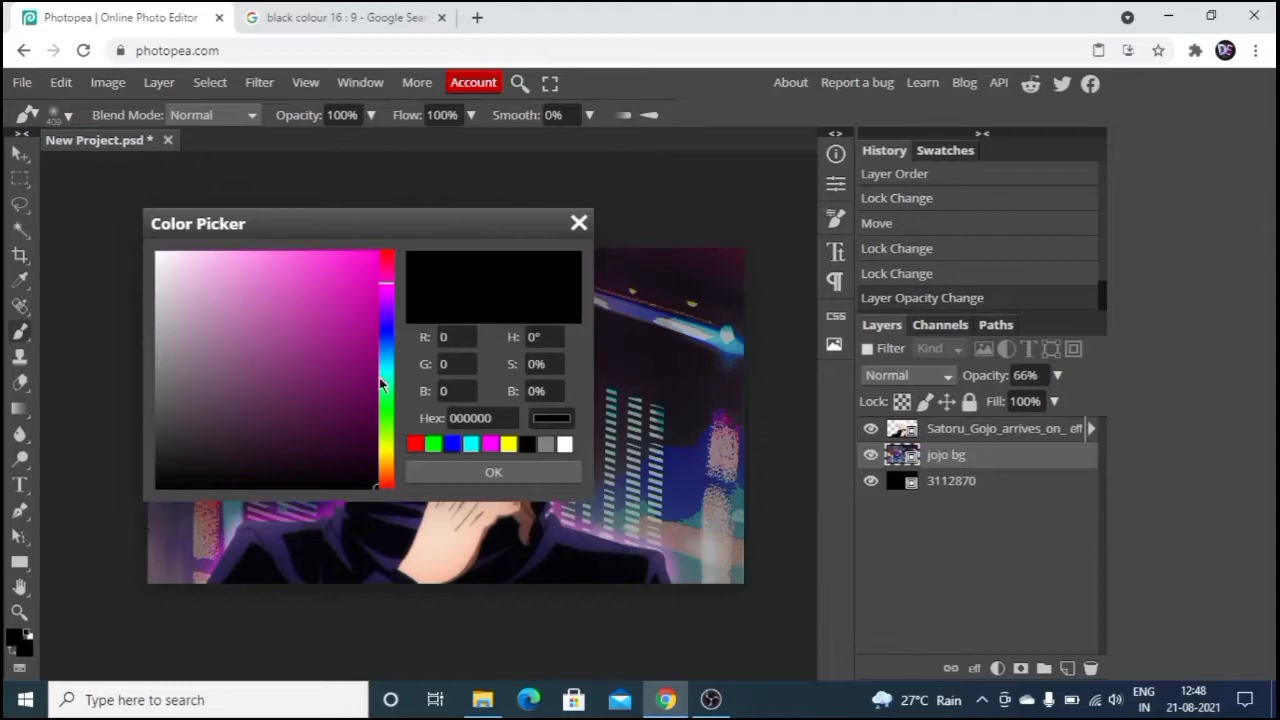 Photopea | Online Photo Editor
black colour 16 : 9 - Google Sear
photopea.com
File Edit Image Layer Select Filter View Window More Account
About Report a bug Learn Blog API
409
Blend Mode: Normal Opacity: 100% Flow: 100% Smooth: 0%
New Project.psd *
Color Picker
R: 0 H: 0°
G: 0 S: 0%
B: 0 B: 0%
Hex: 000000
OK
CSS
History Swatches
Layer Order
Lock Change
Move
Lock Change
Lock Change
Layer Opacity Change
Layers Channels Paths
Filter Kind
Normal Opacity: 66%
Lock: Fill: 100%
Satoru_Gojo_arrives_on_ eff
jojo bg
3112870
eff
Type here to search
27°C Rain
ENG
IN
12:48
21-08-2021